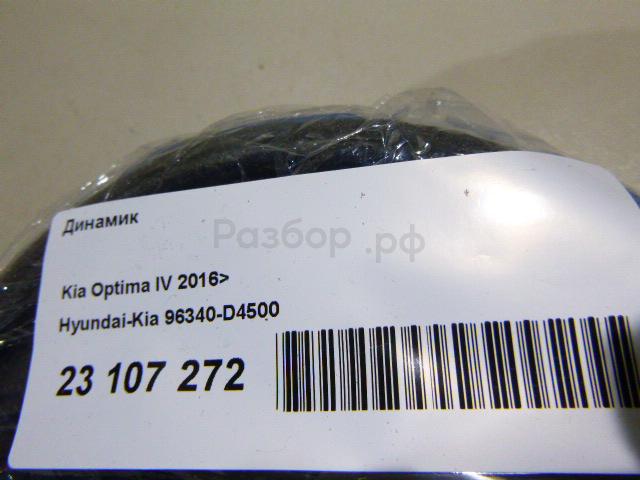 Динамик
Разбор.рф
Kia Optima IV 2016>
Hyundai-Kia 96340-D4500
23 107 272